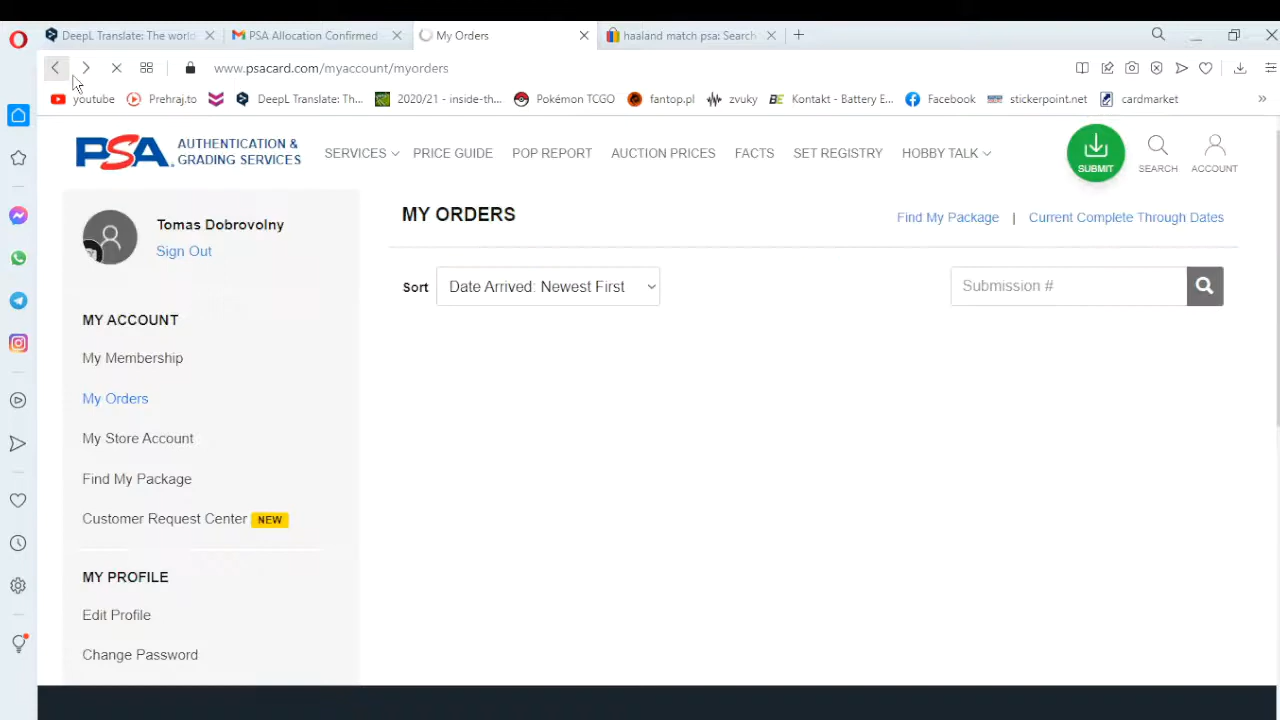 DeepL Translate: The world
PSA Allocation Confirmed
My Orders
haaland match psa: Search
www.psacard.com/myaccount/myorders
youtube
Prehraj.to
DeepL Translate: Th...
2020/21 - inside-th...
Pokémon TCGO
fantop.pl
zvuky
BE Kontakt - Battery E...
Facebook
stickerpoint.net
cardmarket
PSA AUTHENTICATION &
GRADING SERVICES
SERVICES
PRICE GUIDE
POP REPORT
AUCTION PRICES
FACTS
SET REGISTRY
HOBBY TALK
SUBMIT
SEARCH
ACCOUNT
Tomas Dobrovolny
Sign Out
MY ACCOUNT
My Membership
My Orders
My Store Account
Find My Package
Customer Request Center NEW
MY PROFILE
Edit Profile
Change Password
MY ORDERS
Find My Package | Current Complete Through Dates
Sort Date Arrived: Newest First
Submission #